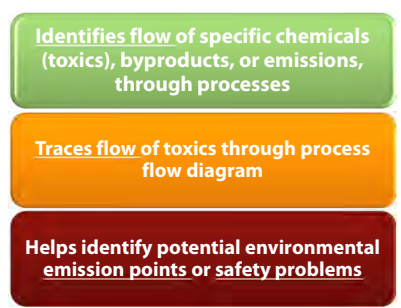 Identifies flow of specific chemicals
(toxics), byproducts, or emissions,
through processes
Traces flow of toxics through process
flow diagram
Helps identify potential environmental
emission points or safety problems